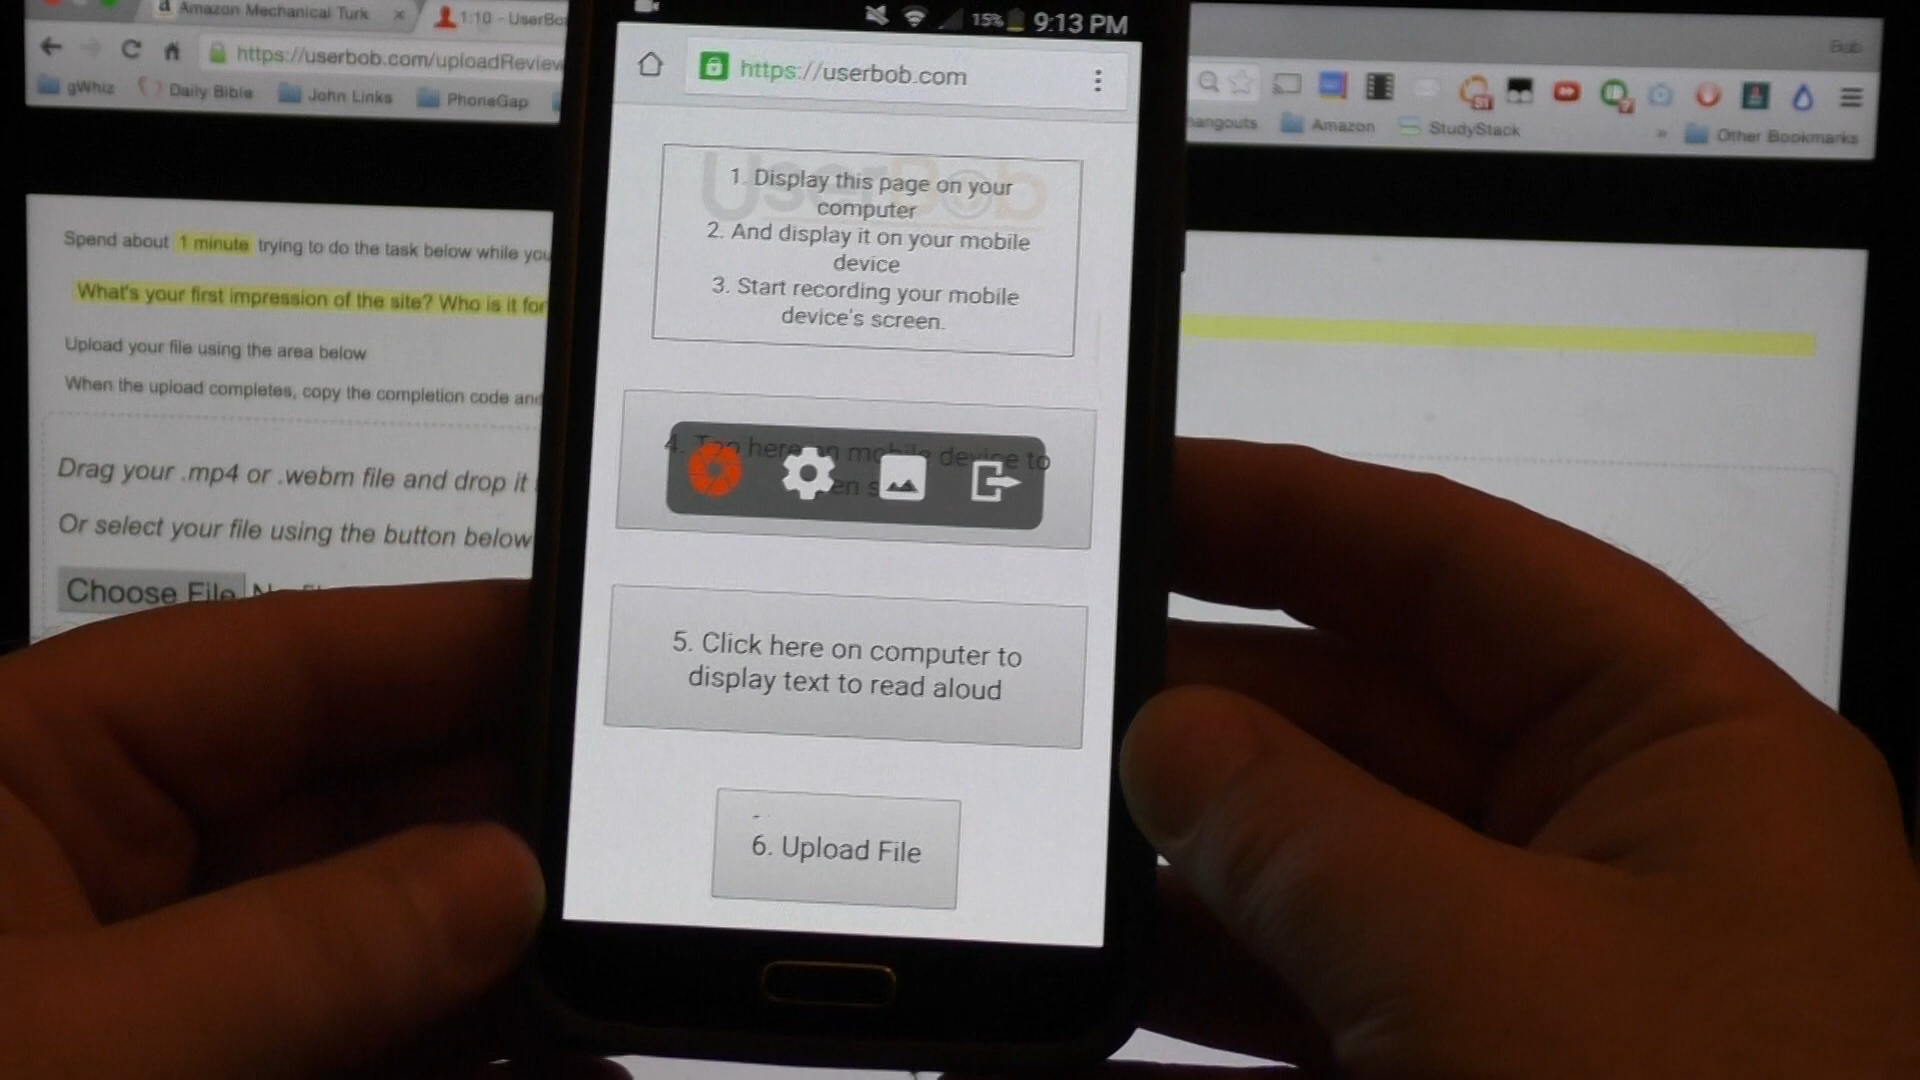 Amazon Mechanical Turk
1:10 - UserBo
Bob
https://userbob.com/uploadReview
gWhiz
Daily Bible
John Links
PhoneGap
hangouts
Amazon
StudyStack
»
Other Bookmarks
Spend about 1 minute trying to do the task below while you
What's your first impression of the site? Who is it for
Upload your file using the area below
When the upload completes, copy the completion code and
Drag your .mp4 or .webm file and drop it
Or select your file using the button below
Choose File
15% 9:13 PM
https://userbob.com
UserBob
1. Display this page on your
computer
2. And display it on your mobile
device
3. Start recording your mobile
device's screen.
4. Tap here on mobile device to
5. Click here on computer to
display text to read aloud
6. Upload File